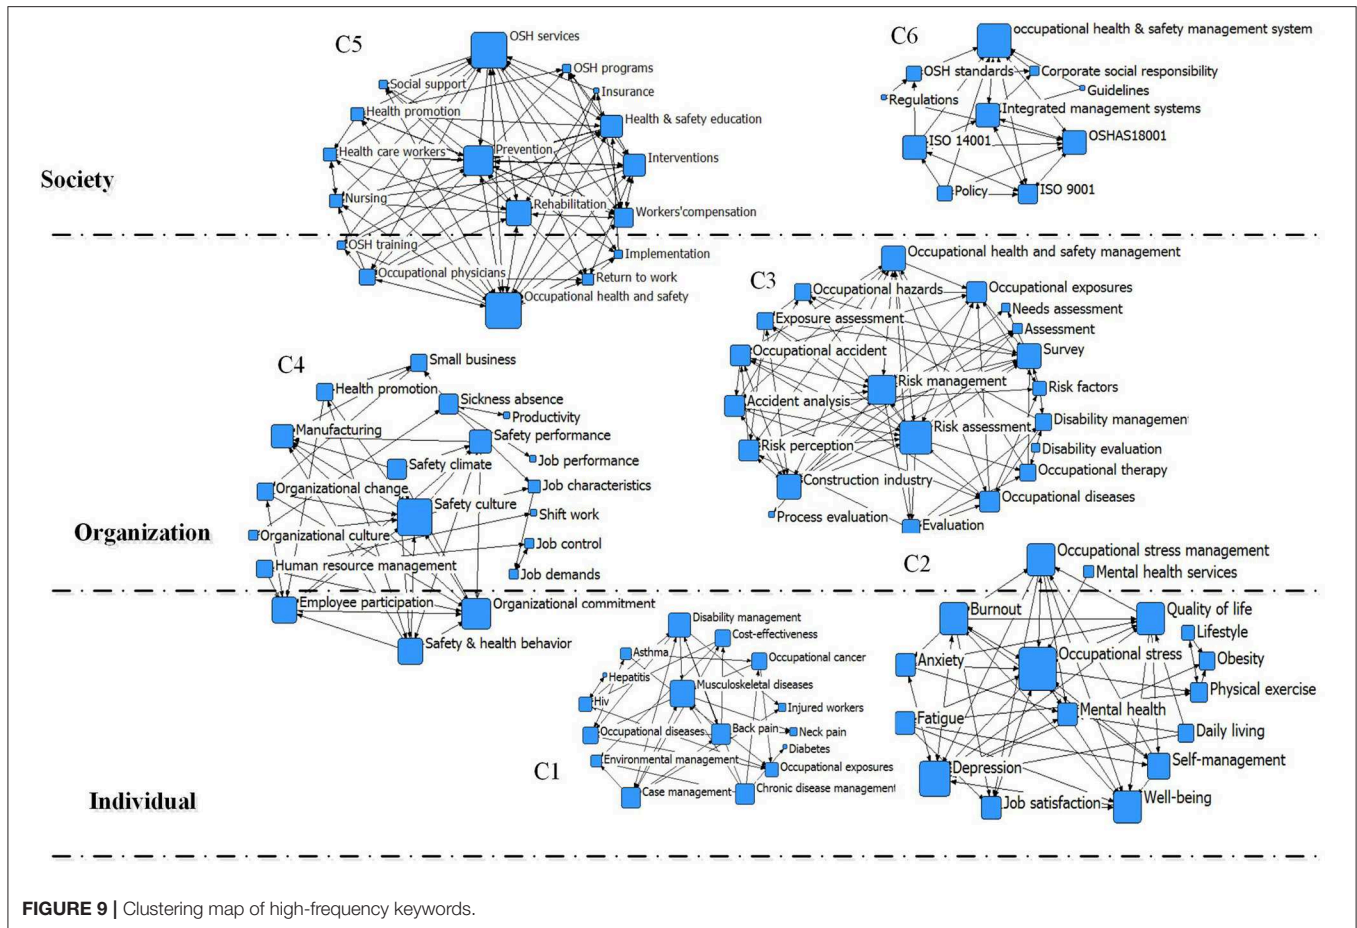 C5
OSH services
OSH programs
Social support
Insurance
Health promotion
Health & safety education
Health care workers
Prevention
Interventions
Nursing
Rehabilitation
Workers'compensation
OSH training
Implementation
Occupational physicians
Return to work
Occupational health and safety
C6
occupational health & safety management system
OSH standards
Corporate social responsibility
Regulations
Guidelines
Integrated management systems
ISO 14001
OSHAS18001
Policy
ISO 9001
Society
C3
Occupational health and safety management
Occupational hazards
Occupational exposures
Needs assessment
Exposure assessment
Assessment
Occupational accident
Survey
Risk management
Risk factors
Accident analysis
Disability management
Risk assessment
Risk perception
Disability evaluation
Occupational therapy
Construction industry
Occupational diseases
Process evaluation
Evaluation
C4
Small business
Health promotion
Sickness absence
Productivity
Manufacturing
Safety performance
Safety climate
Job performance
Organizational change
Job characteristics
Safety culture
Shift work
Organizational culture
Job control
Human resource management
Job demands
Employee participation
Organizational commitment
Safety & health behavior
Organization
C2
Occupational stress management
Mental health services
Burnout
Quality of life
Lifestyle
Anxiety
Occupational stress
Obesity
Physical exercise
Fatigue
Mental health
Daily living
Depression
Self-management
Job satisfaction
Well-being
C1
Disability management
Cost-effectiveness
Asthma
Occupational cancer
Hepatitis
Musculoskeletal diseases
Hiv
Injured workers
Occupational diseases
Back pain
Neck pain
Diabetes
Environmental management
Occupational exposures
Case management
Chronic disease management
Individual
FIGURE 9 | Clustering map of high-frequency keywords.